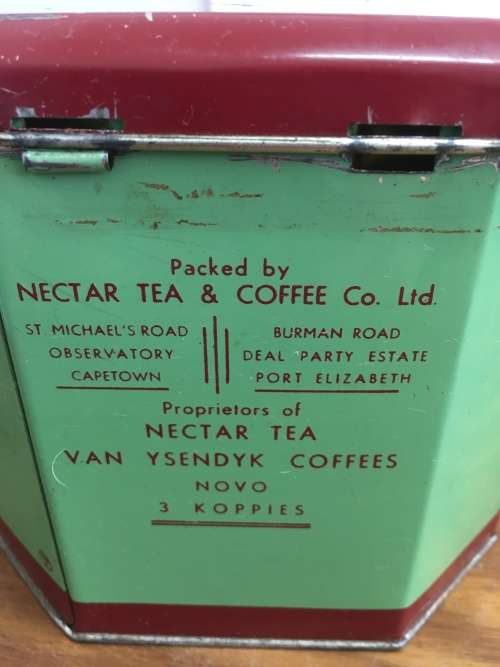 Packed by
NECTAR TEA & COFFEE Co. Ltd.
ST. MICHAEL'S ROAD
OBSERVATORY
CAPETOWN
BURMAN ROAD
DEAL PARTY ESTATE
PORT ELIZABETH
Proprietors of
NECTAR TEA
VAN YSENDYK COFFEES
NOVO
3 KOPPIES